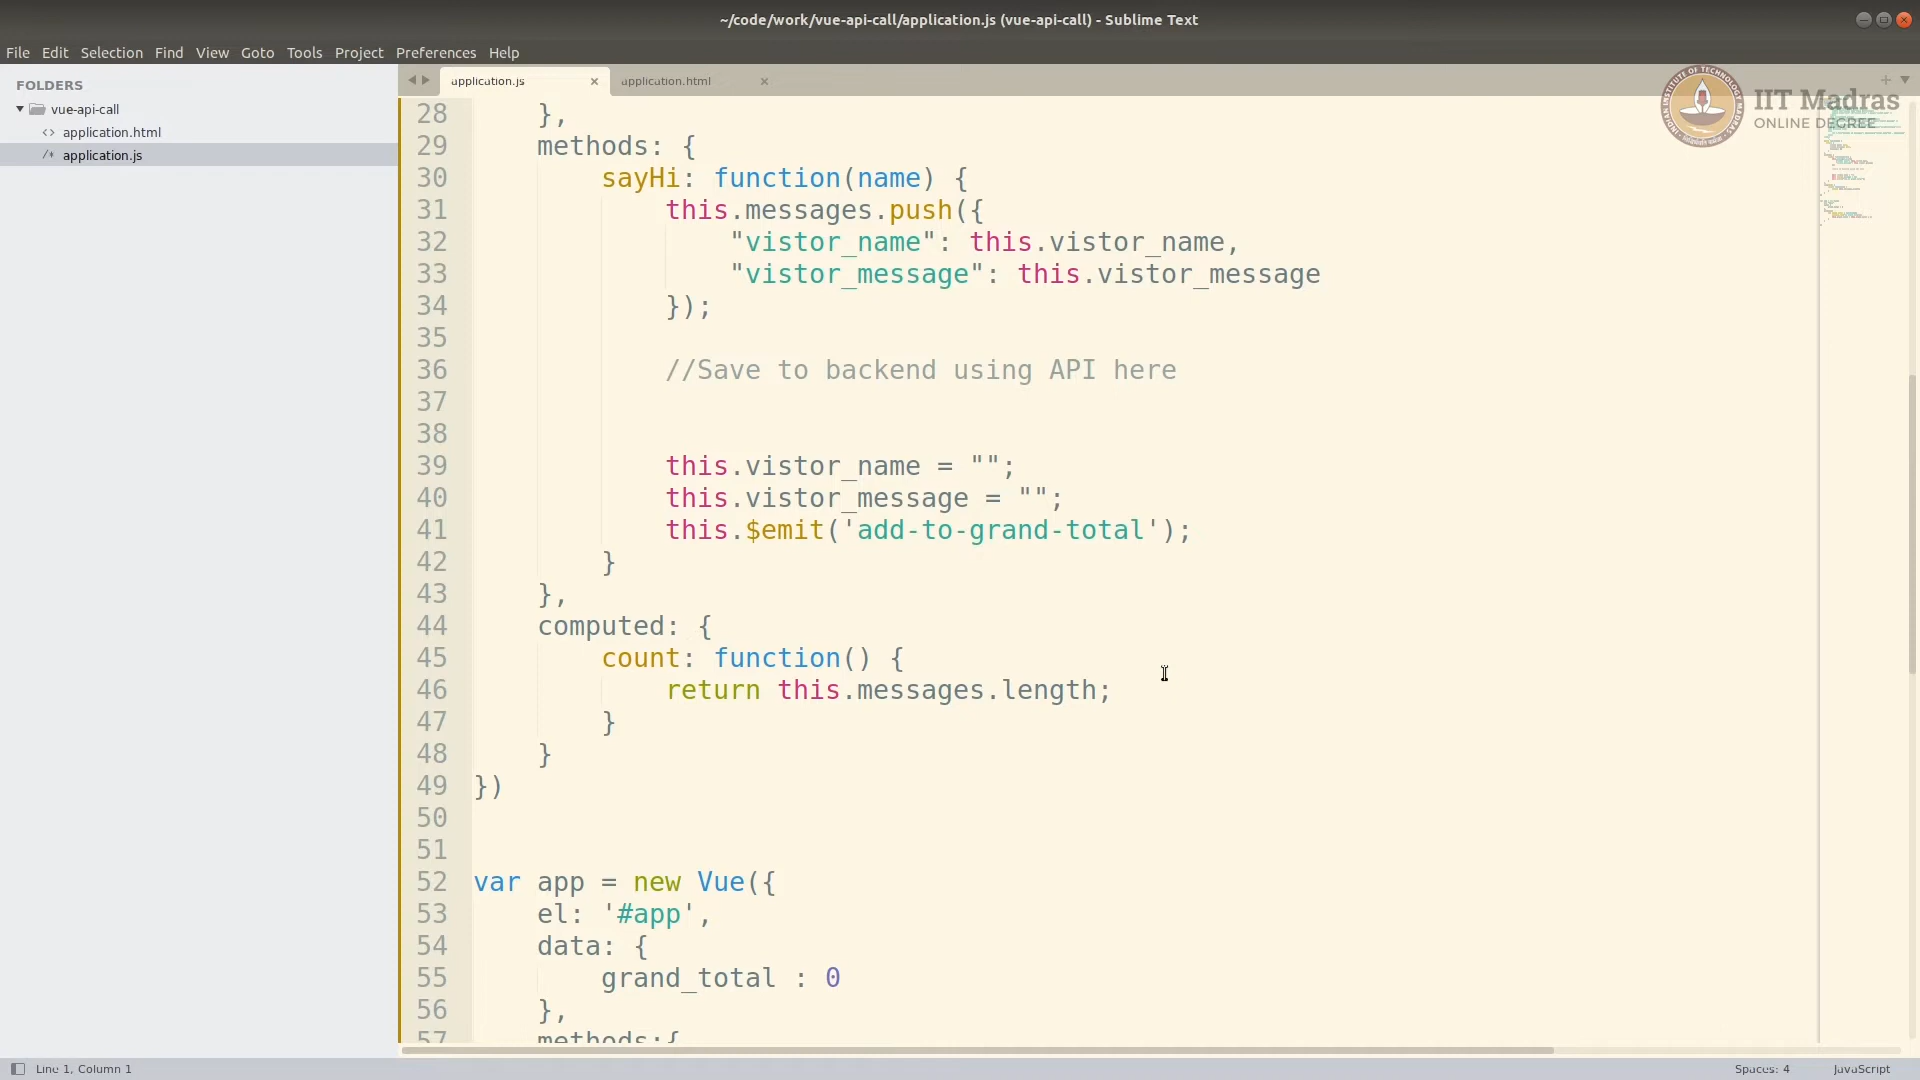 ~/code/work/vue-api-call/application.js (vue-api-call) - Sublime Text
File Edit Selection Find View Goto Tools Project Preferences Help
FOLDERS
vue-api-call
application.html
application.js
application.js
application.html
IIT Madras
ONLINE DEGREE
28 },
29 methods: {
30 sayHi: function(name) {
31 this.messages.push({
32 "vistor_name": this.vistor_name,
33 "vistor_message": this.vistor_message
34 });
35
36 //Save to backend using API here
37
38
39 this.vistor_name = "";
40 this.vistor_message = "";
41 this.$emit('add-to-grand-total');
42 }
43 },
44 computed: {
45 count: function() {
46 return this.messages.length;
47 }
48 }
49 })
50
51
52 var app = new Vue({
53 el: '#app',
54 data: {
55 grand_total : 0
56 },
57 methods:{
Line 1, Column 1
Spaces: 4
JavaScript